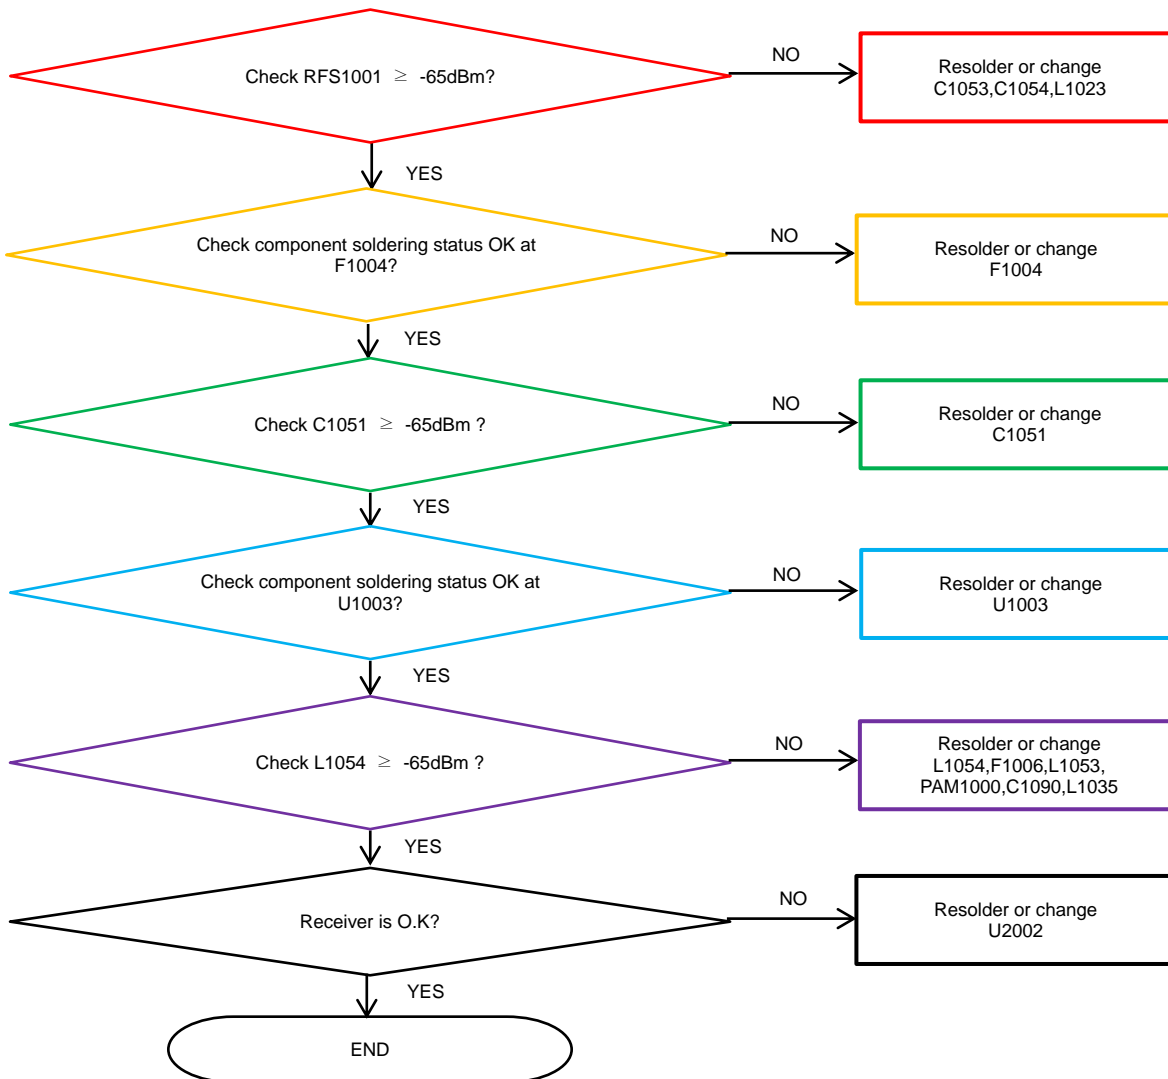 Check RFS1001 ≥ -65dBm?
NO
Resolder or change
C1053,C1054,L1023
YES
Check component soldering status OK at
F1004?
NO
Resolder or change
F1004
YES
Check C1051 ≥ -65dBm ?
NO
Resolder or change
C1051
YES
Check component soldering status OK at
U1003?
NO
Resolder or change
U1003
YES
Check L1054 ≥ -65dBm ?
NO
Resolder or change
L1054,F1006,L1053,
PAM1000,C1090,L1035
YES
Receiver is O.K?
NO
Resolder or change
U2002
YES
END